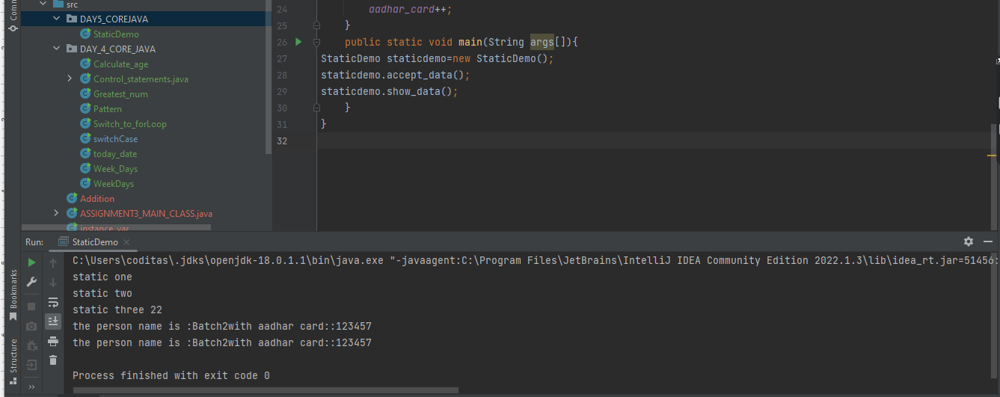 Comm
src
DAY5_COREJAVA
StaticDemo
DAY_4_CORE_JAVA
Calculate_age
Control_statements.java
Greatest_num
Pattern
Switch_to_forLoop
switchCase
today_date
Week_Days
WeekDays
Addition
ASSIGNMENT3_MAIN_CLASS.java
instance_var
24 aadhar_card++;
25 }
26 public static void main(String args[]){
27 StaticDemo staticdemo=new StaticDemo();
28 staticdemo.accept_data();
29 staticdemo.show_data();
30 }
31 }
32
Run: StaticDemo
C:\Users\coditas\.jdks\openjdk-18.0.1.1\bin\java.exe "-javaagent:C:\Program Files\JetBrains\IntelliJ IDEA Community Edition 2022.1.3\lib\idea_rt.jar=51456:
static one
static two
static three 22
the person name is :Batch2with aadhar card::123457
the person name is :Batch2with aadhar card::123457
Process finished with exit code 0
Bookmarks
Structure